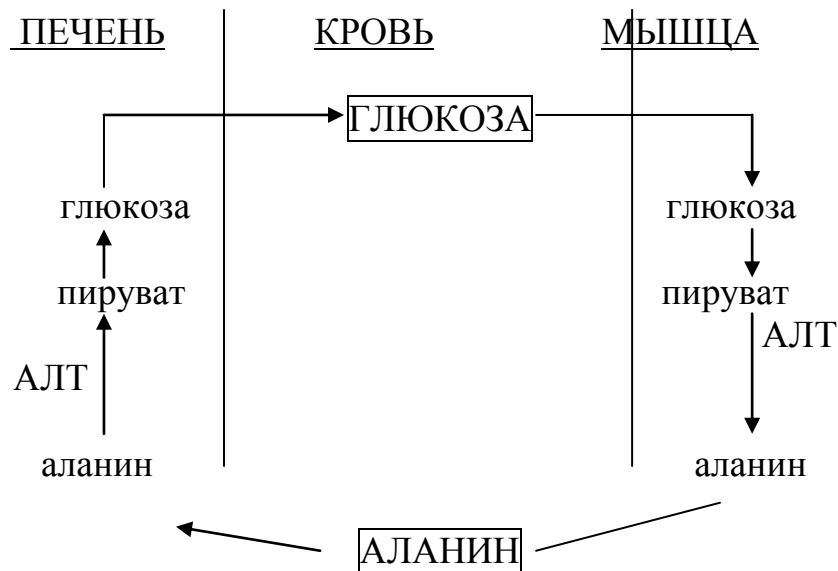 ПЕЧЕНЬ КРОВЬ МЫШЦА
ГЛЮКОЗА
глюкоза глюкоза
пируват пируват
АЛТ
АЛТ
аланин аланин
АЛАНИН